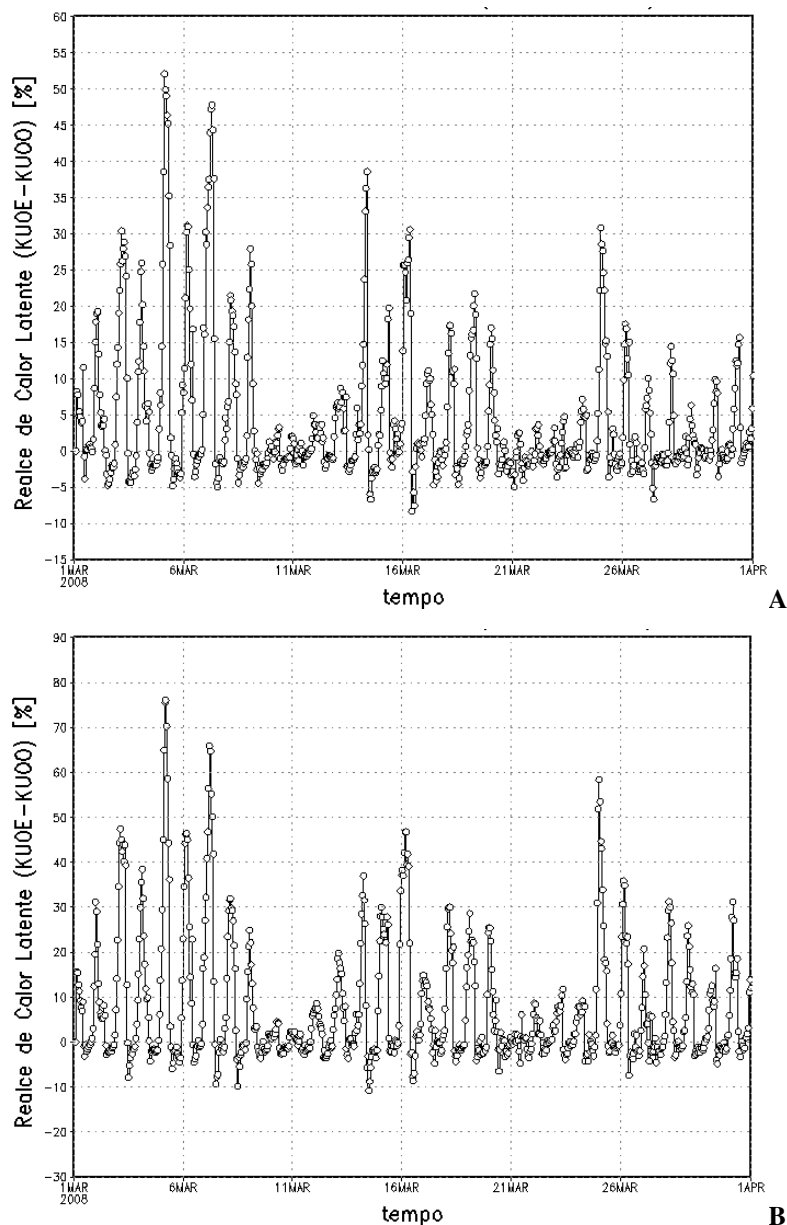 60
55
50
45
40
35
30
25
20
15
10
5
0
-5
-10
-15
Realce de Calor Latente (KUOE-KUOO) [%]
1MAR 2008
6MAR
11MAR
16MAR
21MAR
26MAR
1APR
tempo
A
90
80
70
60
50
40
30
20
10
0
-10
-20
-30
Realce de Calor Latente (KUOE-KUOO) [%]
1MAR 2008
6MAR
11MAR
16MAR
21MAR
26MAR
1APR
tempo
B